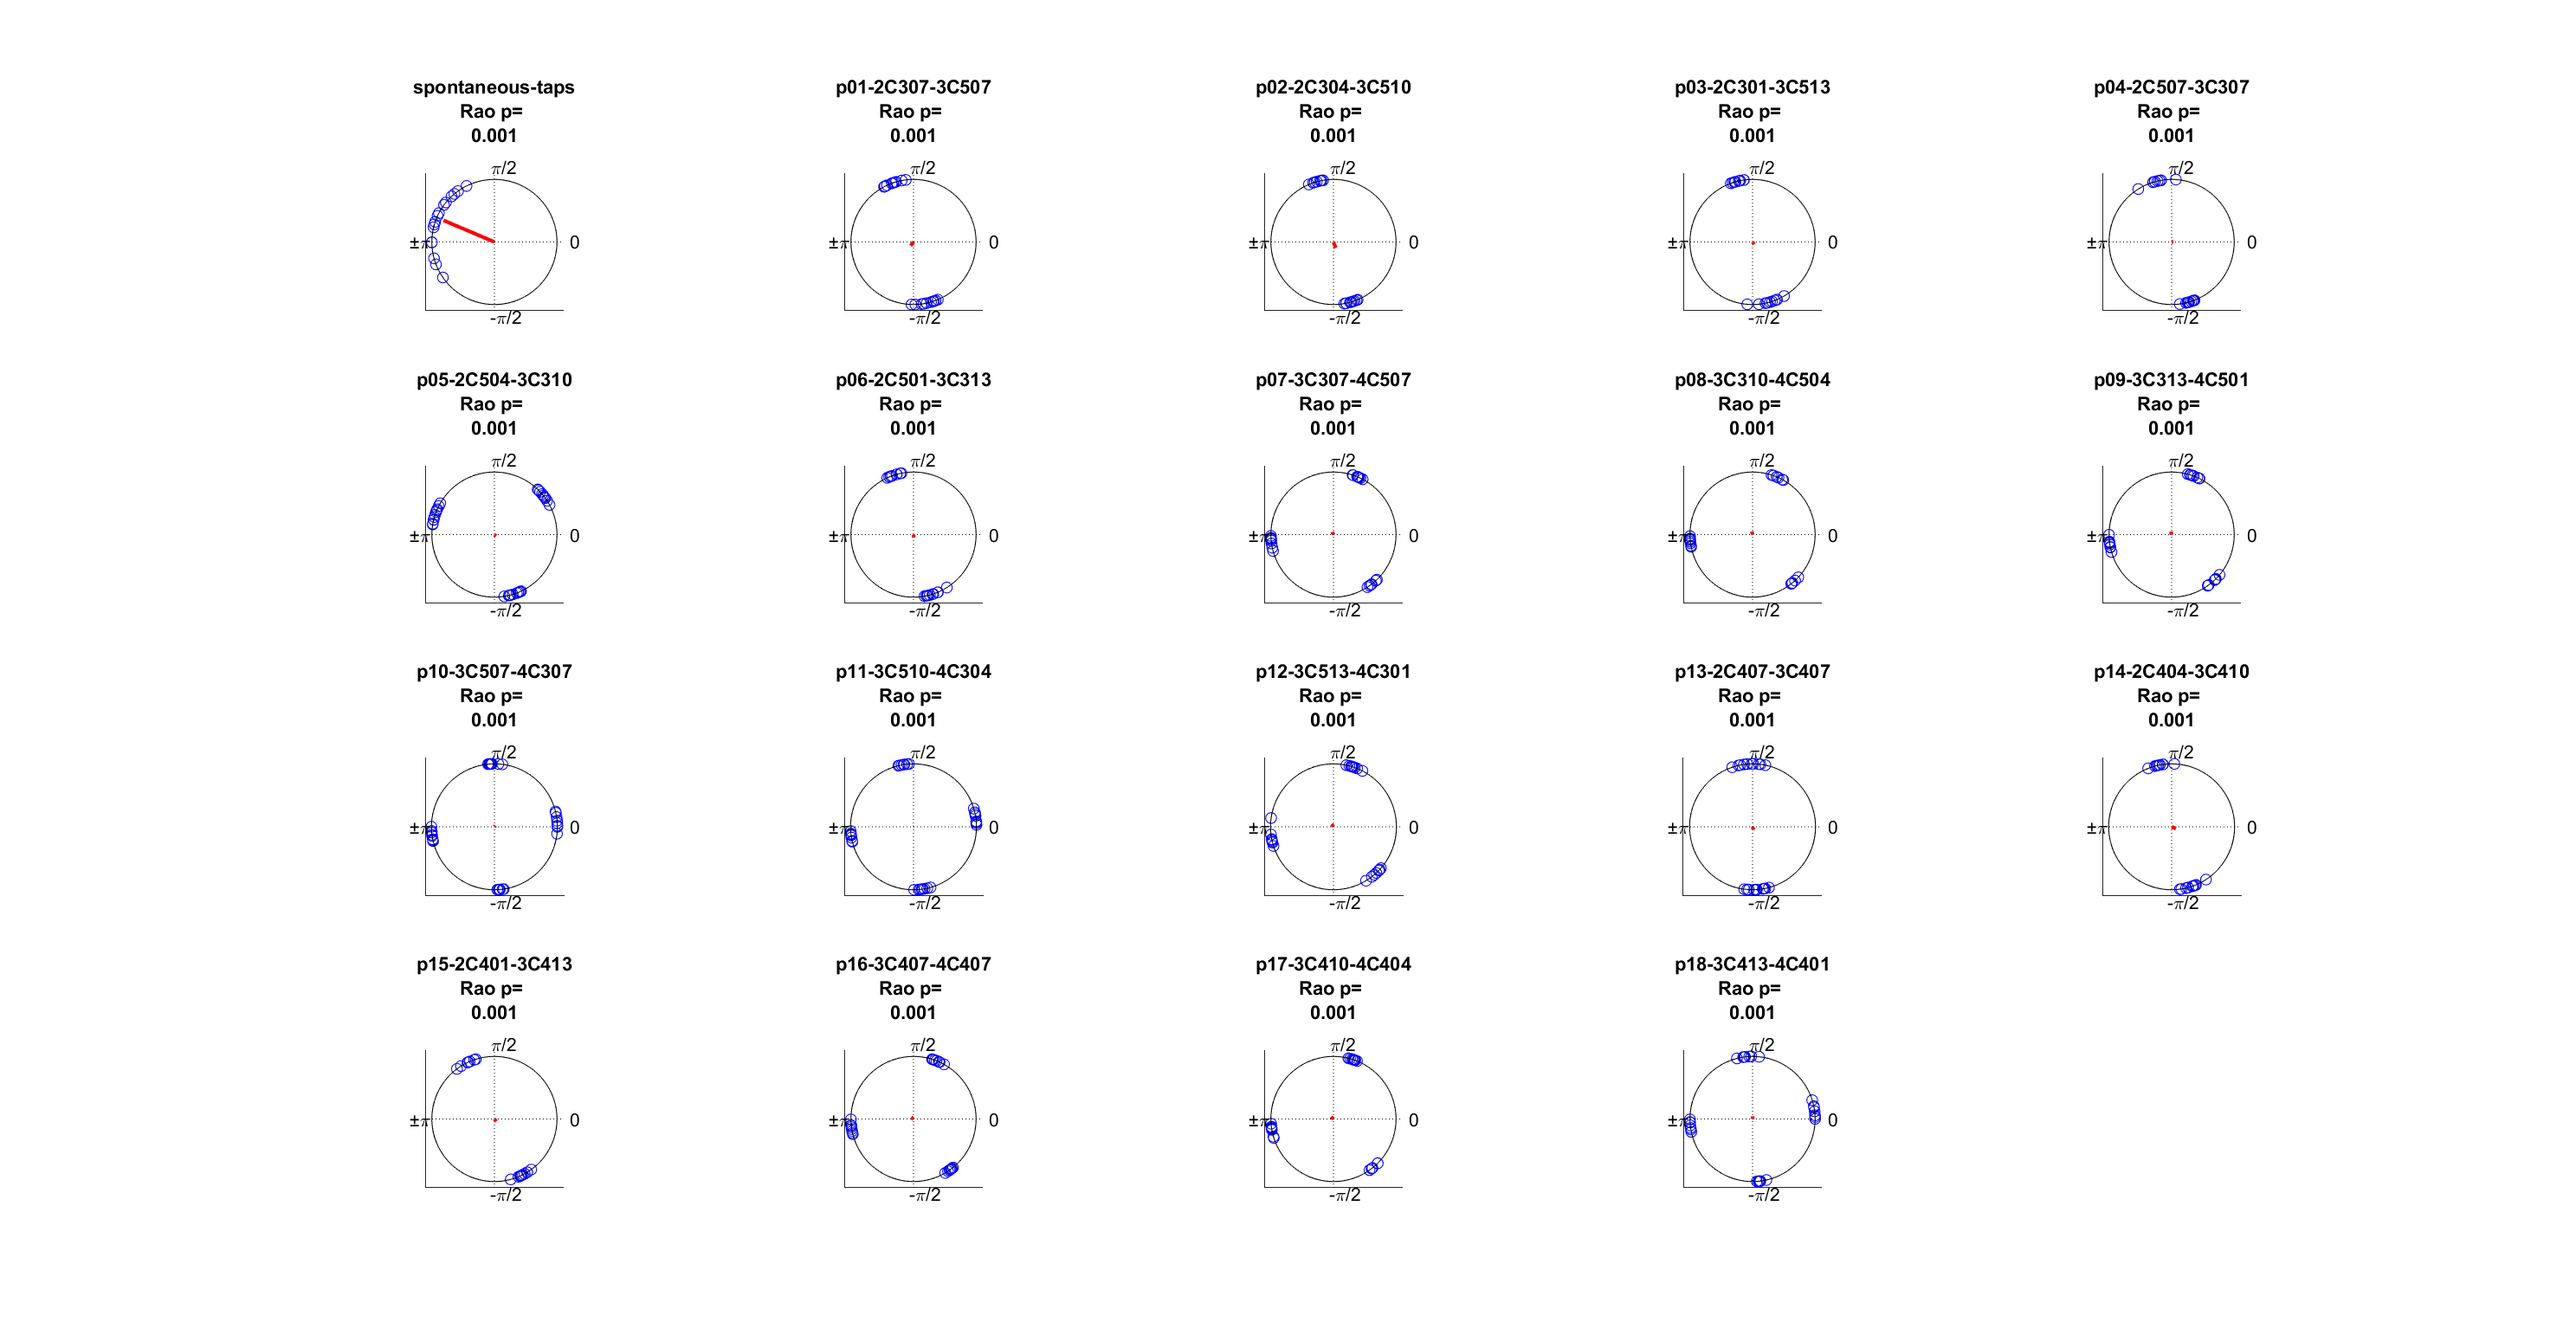 spontaneous-taps
Rao p=
0.001
π/2
±π
0
-π/2
p01-2C307-3C507
Rao p=
0.001
π/2
±π
0
-π/2
p02-2C304-3C510
Rao p=
0.001
π/2
±π
0
-π/2
p03-2C301-3C513
Rao p=
0.001
π/2
±π
0
-π/2
p04-2C507-3C307
Rao p=
0.001
π/2
±π
0
-π/2
p05-2C504-3C310
Rao p=
0.001
π/2
±π
0
-π/2
p06-2C501-3C313
Rao p=
0.001
π/2
±π
0
-π/2
p07-3C307-4C507
Rao p=
0.001
π/2
±π
0
-π/2
p08-3C310-4C504
Rao p=
0.001
π/2
±π
0
-π/2
p09-3C313-4C501
Rao p=
0.001
π/2
±π
0
-π/2
p10-3C507-4C307
Rao p=
0.001
π/2
±π
0
-π/2
p11-3C510-4C304
Rao p=
0.001
π/2
±π
0
-π/2
p12-3C513-4C301
Rao p=
0.001
π/2
±π
0
-π/2
p13-2C407-3C407
Rao p=
0.001
π/2
±π
0
-π/2
p14-2C404-3C410
Rao p=
0.001
π/2
±π
0
-π/2
p15-2C401-3C413
Rao p=
0.001
π/2
±π
0
-π/2
p16-3C407-4C407
Rao p=
0.001
π/2
±π
0
-π/2
p17-3C410-4C404
Rao p=
0.001
π/2
±π
0
-π/2
p18-3C413-4C401
Rao p=
0.001
π/2
±π
0
-π/2